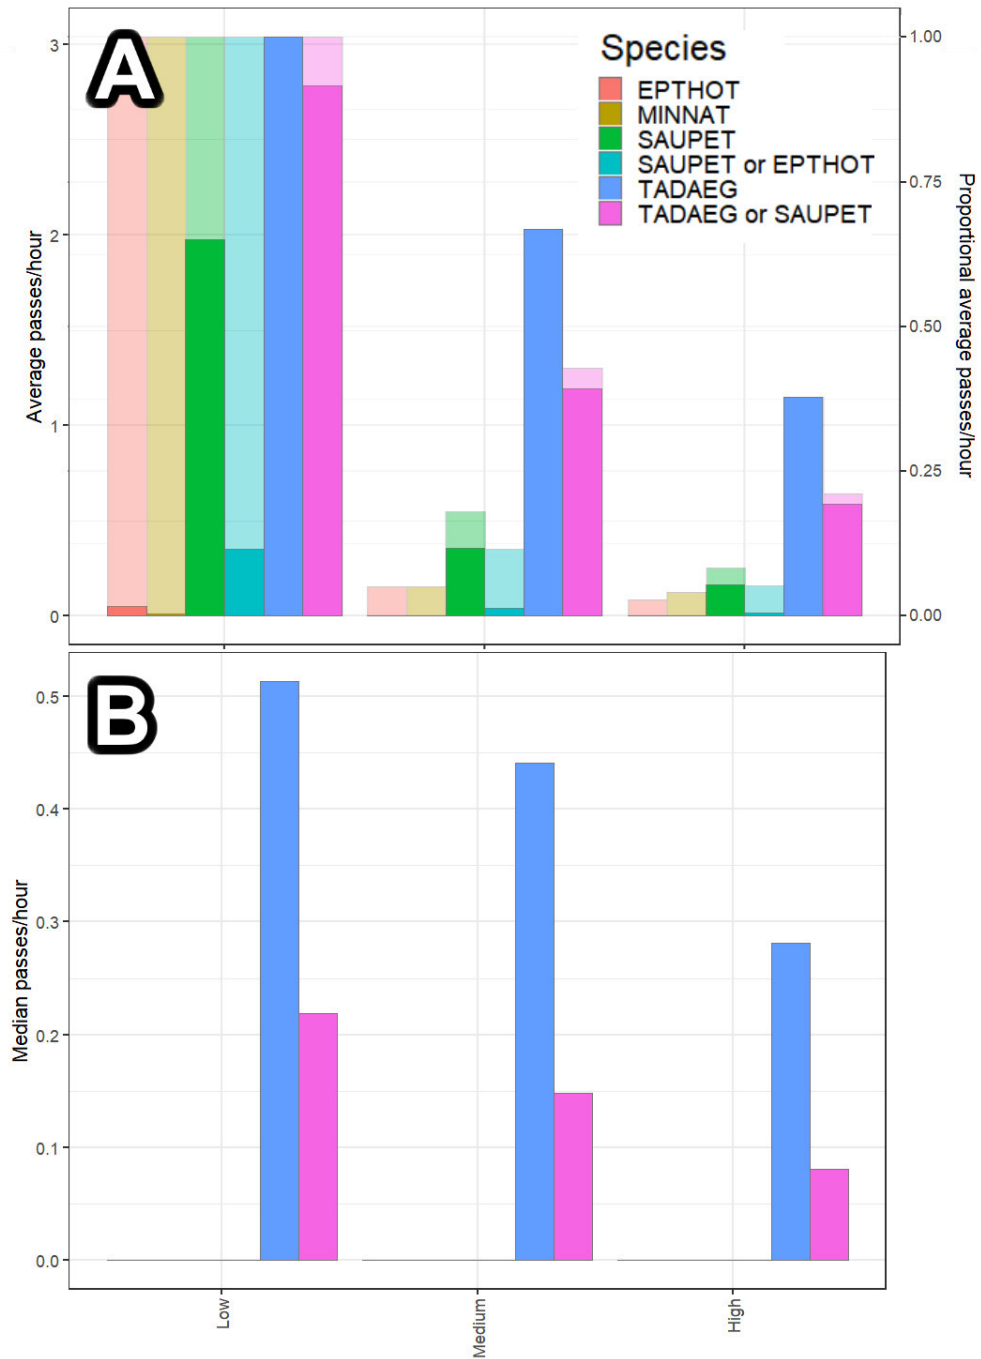 A
Species
EPTHOT
MINNAT
SAUPET
SAUPET or EPTHOT
TADAEG
TADAEG or SAUPET
Average passes/hour
3
2
1
0
1.00
0.75
0.50
0.25
0.00
Proportional average passes/hour
B
Median passes/hour
0.5
0.4
0.3
0.2
0.1
0.0
Low
Medium
High